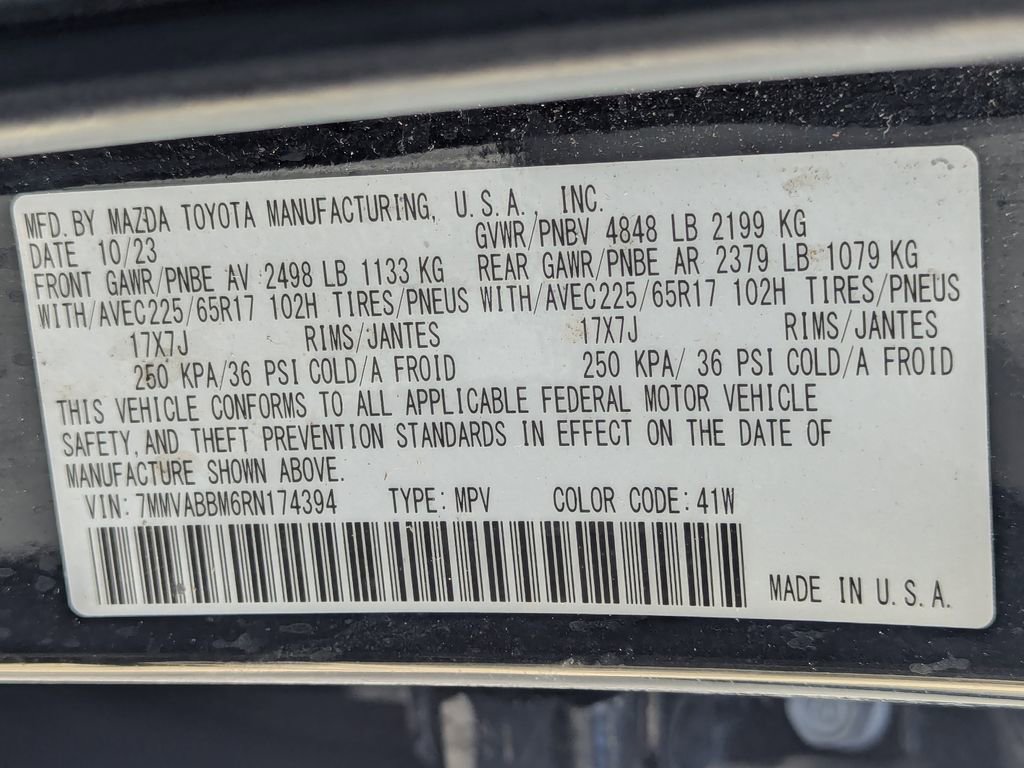 MFD. BY MAZDA TOYOTA MANUFACTURING, U.S.A., INC.
DATE 10/23 GVWR/PNBV 4848 LB 2199 KG
FRONT GAWR/PNBE AV 2498 LB 1133 KG REAR GAWR/PNBE AR 2379 LB 1079 KG
WITH/AVEC225/65R17 102H TIRES/PNEUS WITH/AVEC225/65R17 102H TIRES/PNEUS
17X7J RIMS/JANTES 17X7J RIMS/JANTES
250 KPA/36 PSI COLD/A FROID 250 KPA/ 36 PSI COLD/A FROID
THIS VEHICLE CONFORMS TO ALL APPLICABLE FEDERAL MOTOR VEHICLE
SAFETY, AND THEFT PREVENTION STANDARDS IN EFFECT ON THE DATE OF
MANUFACTURE SHOWN ABOVE.
VIN: 7MMVABBM6RN174394 TYPE: MPV COLOR CODE: 41W
MADE IN U.S.A.